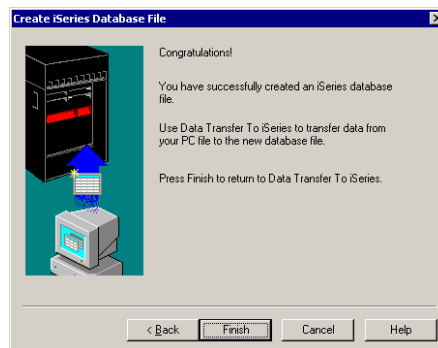 Create iSeries Database File
Congratulations!
You have successfully created an iSeries database
file.
Use Data Transfer To iSeries to transfer data from
your PC file to the new database file.
Press Finish to return to Data Transfer To iSeries.
< Back Finish Cancel Help